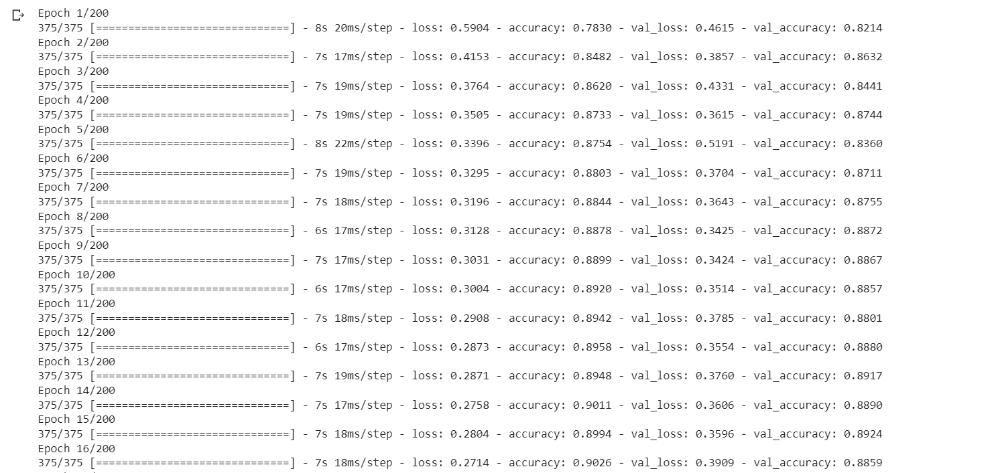 Epoch 1/200
375/375 [==============================] - 8s 20ms/step - loss: 0.5904 - accuracy: 0.7830 - val_loss: 0.4615 - val_accuracy: 0.8214
Epoch 2/200
375/375 [==============================] - 7s 17ms/step - loss: 0.4153 - accuracy: 0.8482 - val_loss: 0.3857 - val_accuracy: 0.8632
Epoch 3/200
375/375 [==============================] - 7s 19ms/step - loss: 0.3764 - accuracy: 0.8620 - val_loss: 0.4331 - val_accuracy: 0.8441
Epoch 4/200
375/375 [==============================] - 7s 19ms/step - loss: 0.3505 - accuracy: 0.8733 - val_loss: 0.3615 - val_accuracy: 0.8744
Epoch 5/200
375/375 [==============================] - 8s 22ms/step - loss: 0.3396 - accuracy: 0.8754 - val_loss: 0.5191 - val_accuracy: 0.8360
Epoch 6/200
375/375 [==============================] - 7s 19ms/step - loss: 0.3295 - accuracy: 0.8803 - val_loss: 0.3704 - val_accuracy: 0.8711
Epoch 7/200
375/375 [==============================] - 7s 18ms/step - loss: 0.3196 - accuracy: 0.8844 - val_loss: 0.3643 - val_accuracy: 0.8755
Epoch 8/200
375/375 [==============================] - 6s 17ms/step - loss: 0.3128 - accuracy: 0.8878 - val_loss: 0.3425 - val_accuracy: 0.8872
Epoch 9/200
375/375 [==============================] - 7s 17ms/step - loss: 0.3031 - accuracy: 0.8899 - val_loss: 0.3424 - val_accuracy: 0.8867
Epoch 10/200
375/375 [==============================] - 6s 17ms/step - loss: 0.3004 - accuracy: 0.8920 - val_loss: 0.3514 - val_accuracy: 0.8857
Epoch 11/200
375/375 [==============================] - 7s 18ms/step - loss: 0.2908 - accuracy: 0.8942 - val_loss: 0.3785 - val_accuracy: 0.8801
Epoch 12/200
375/375 [==============================] - 6s 17ms/step - loss: 0.2873 - accuracy: 0.8958 - val_loss: 0.3554 - val_accuracy: 0.8880
Epoch 13/200
375/375 [==============================] - 7s 19ms/step - loss: 0.2871 - accuracy: 0.8948 - val_loss: 0.3760 - val_accuracy: 0.8917
Epoch 14/200
375/375 [==============================] - 7s 17ms/step - loss: 0.2758 - accuracy: 0.9011 - val_loss: 0.3606 - val_accuracy: 0.8890
Epoch 15/200
375/375 [==============================] - 7s 18ms/step - loss: 0.2804 - accuracy: 0.8994 - val_loss: 0.3596 - val_accuracy: 0.8924
Epoch 16/200
375/375 [==============================] - 7s 18ms/step - loss: 0.2714 - accuracy: 0.9026 - val_loss: 0.3909 - val_accuracy: 0.8859